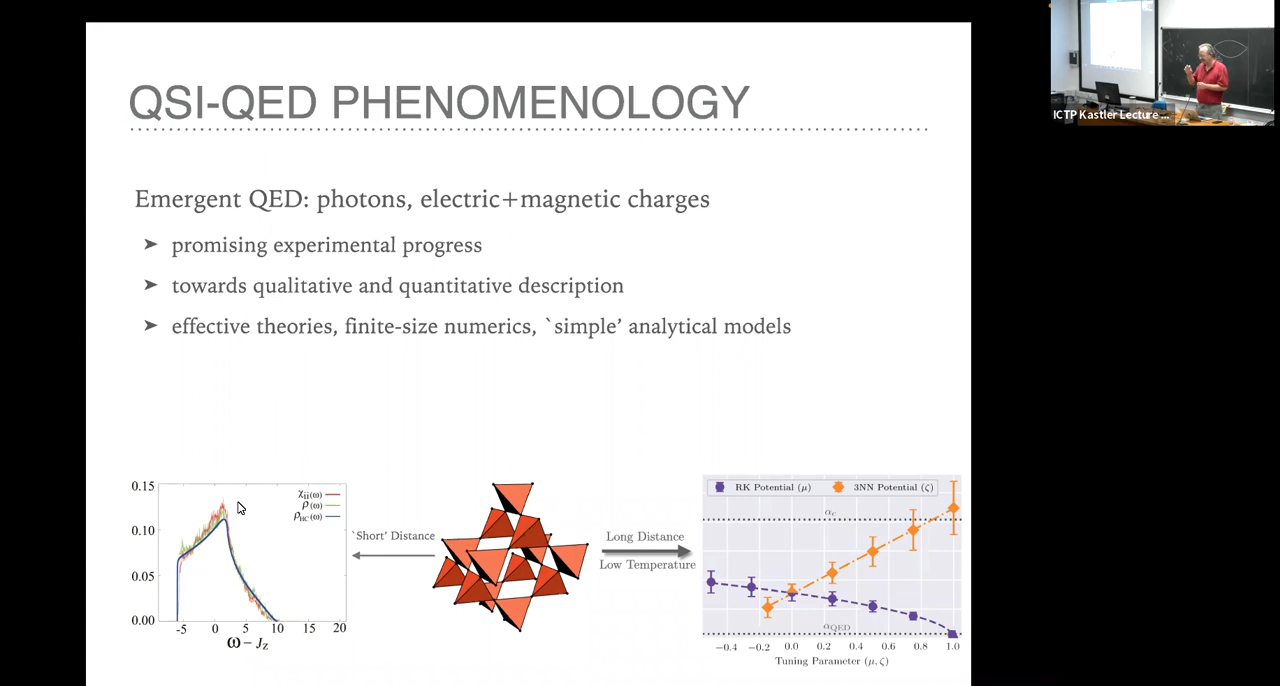 QSI-QED PHENOMENOLOGY
ICTP Kastler Lecture ...
Emergent QED: photons, electric+magnetic charges
➤ promising experimental progress
➤ towards qualitative and quantitative description
➤ effective theories, finite-size numerics, `simple' analytical models
0.15
0.10
0.05
0.00
-5 0 5 10 15 20
ω – J_Z
χii(ω)
ρ(ω)
ρHC(ω)
`Short' Distance
Long Distance
Low Temperature
RK Potential (μ) 3NN Potential (ζ)
αc
αQED
−0.4 −0.2 0.0 0.2 0.4 0.6 0.8 1.0
Tuning Parameter (μ, ζ)